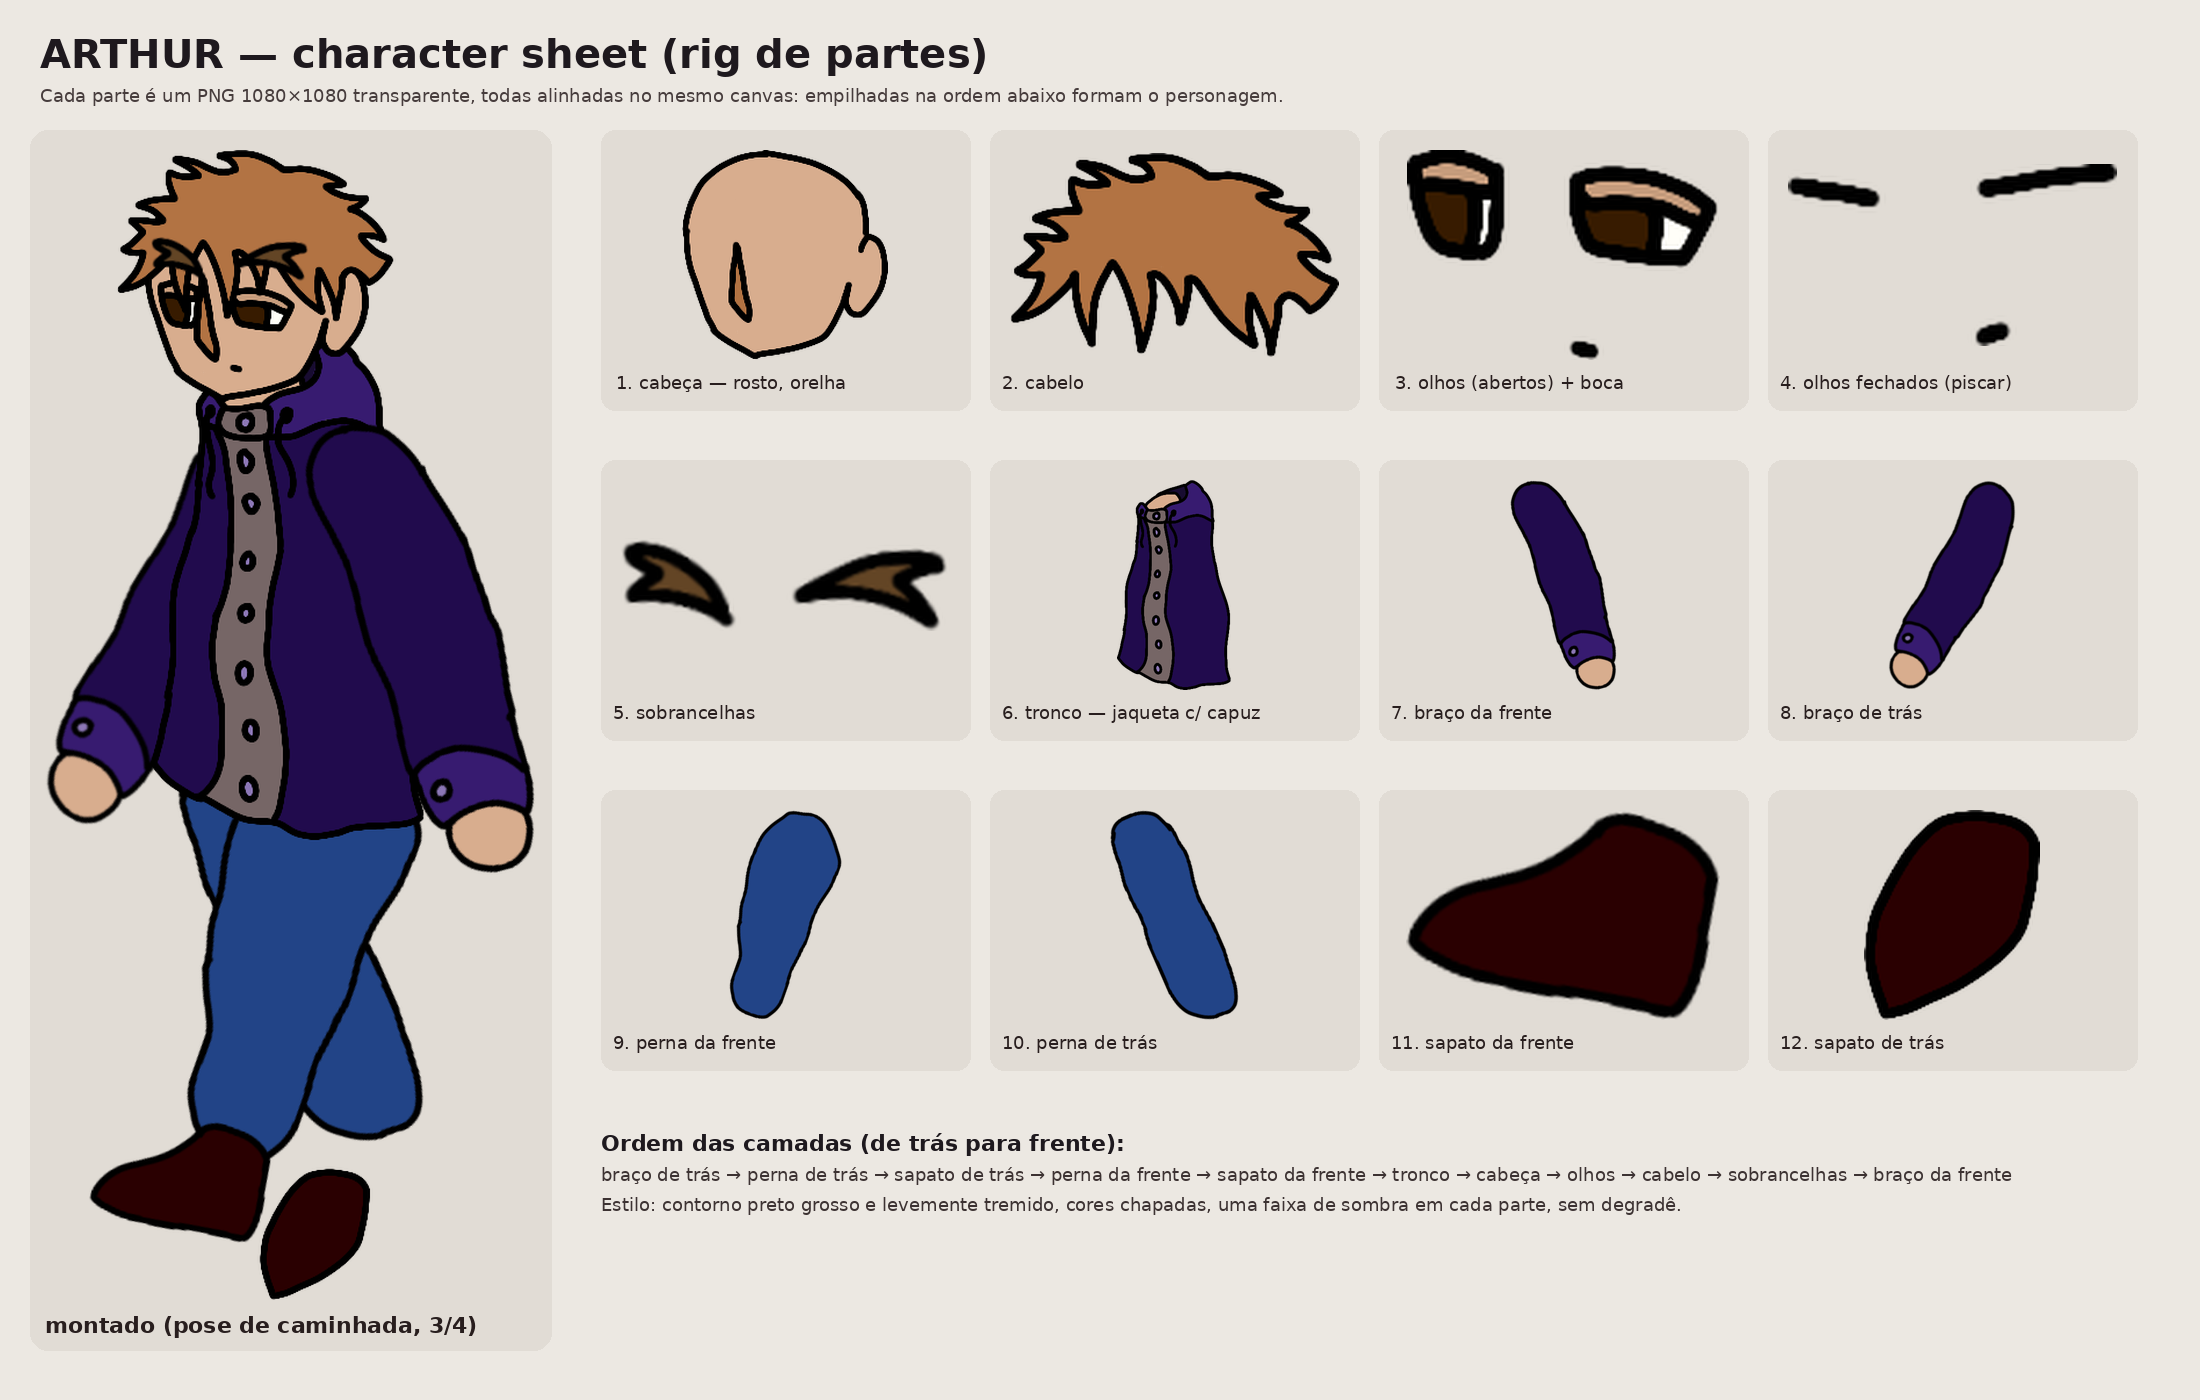 ARTHUR — character sheet (rig de partes)
Cada parte é um PNG 1080×1080 transparente, todas alinhadas no mesmo canvas: empilhadas na ordem abaixo formam o personagem.
1. cabeça — rosto, orelha
2. cabelo
3. olhos (abertos) + boca
4. olhos fechados (piscar)
5. sobrancelhas
6. tronco — jaqueta c/ capuz
7. braço da frente
8. braço de trás
9. perna da frente
10. perna de trás
11. sapato da frente
12. sapato de trás
Ordem das camadas (de trás para frente):
braço de trás → perna de trás → sapato de trás → perna da frente → sapato da frente → tronco → cabeça → olhos → cabelo → sobrancelhas → braço da frente
Estilo: contorno preto grosso e levemente tremido, cores chapadas, uma faixa de sombra em cada parte, sem degradê.
montado (pose de caminhada, 3/4)